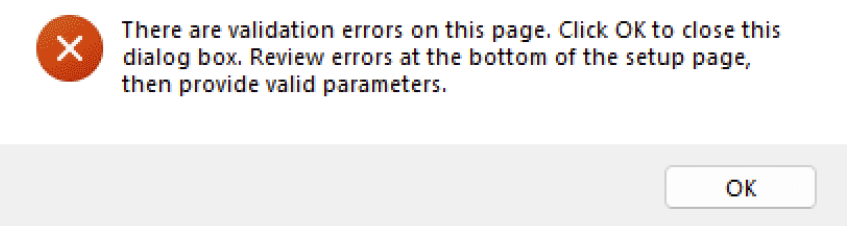 There are validation errors on this page. Click OK to close this
dialog box. Review errors at the bottom of the setup page,
then provide valid parameters.
OK